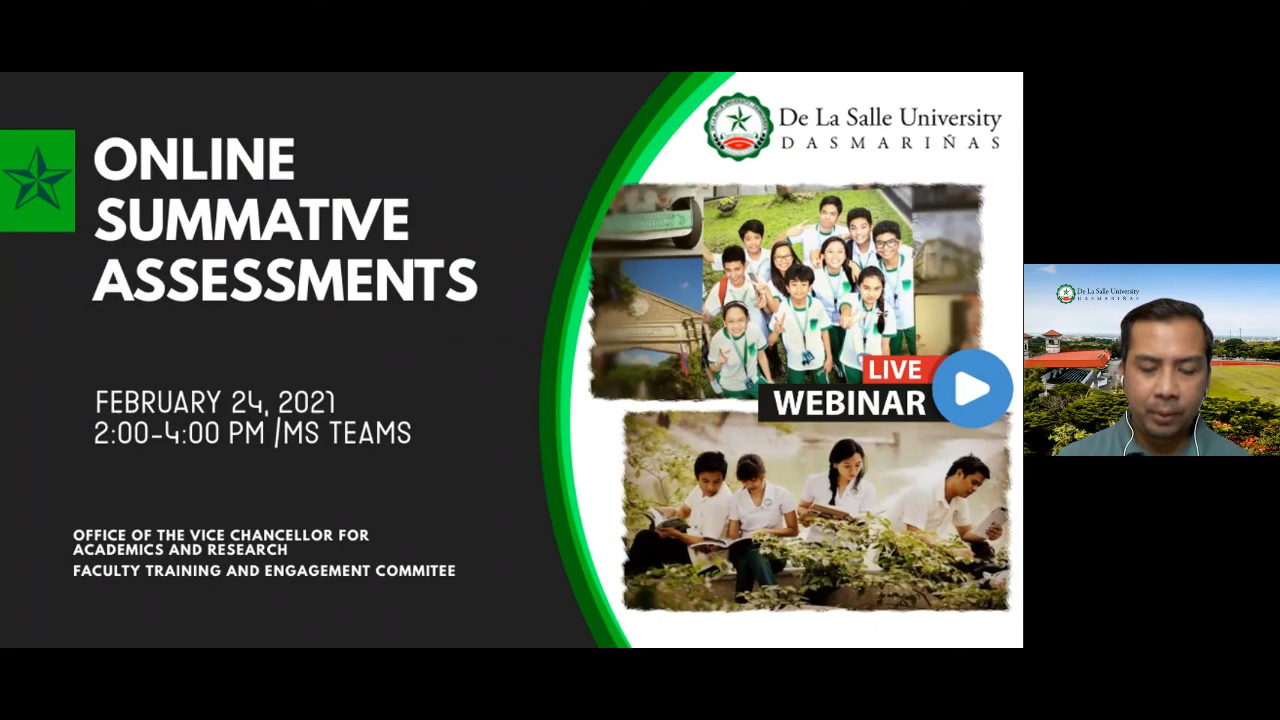 ONLINE
SUMMATIVE
ASSESSMENTS
FEBRUARY 24, 2021
2:00-4:00 PM /MS TEAMS
OFFICE OF THE VICE CHANCELLOR FOR
ACADEMICS AND RESEARCH
FACULTY TRAINING AND ENGAGEMENT COMMITEE
De La Salle University
DASMARIÑAS
LIVE
WEBINAR
De La Salle University
DASMARIÑAS